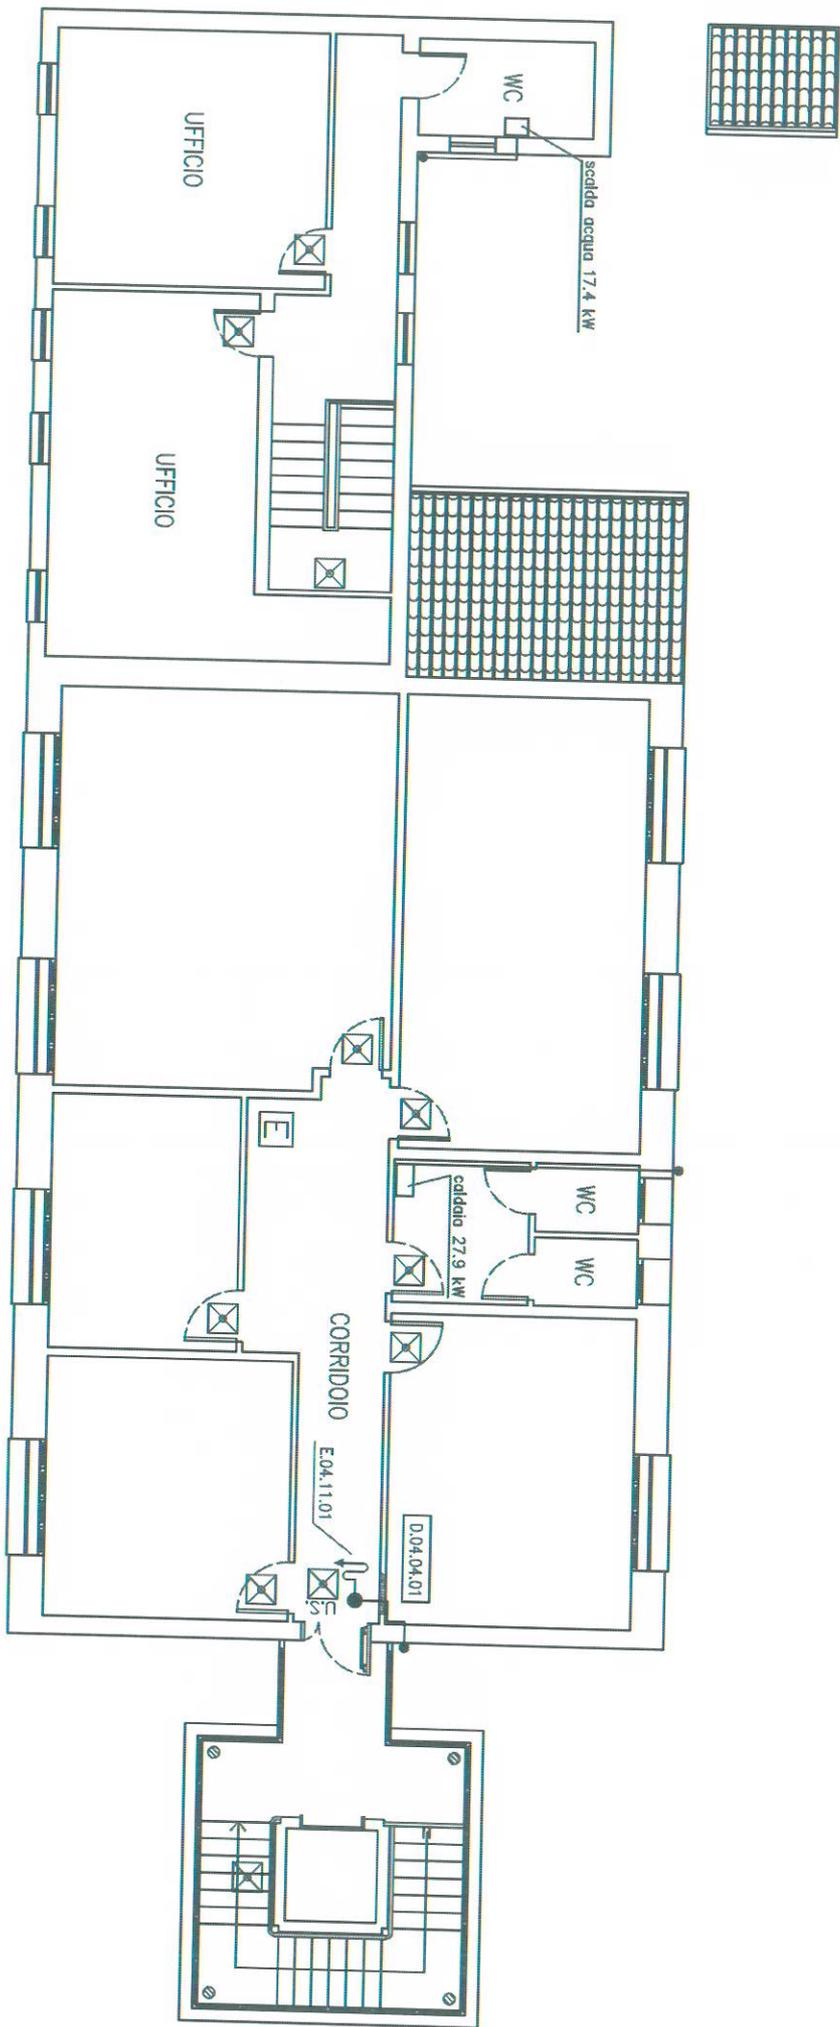 WC
scalda acqua 17.4 kW
UFFICIO
UFFICIO
WC
WC
caldaia 27.9 kW
E
CORRIDOIO
E.04.11.01
D.04.04.01
U.S.